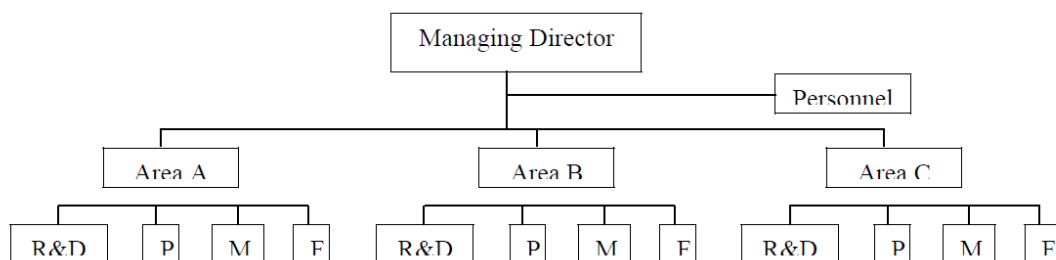 Managing Director
Personnel
Area A Area B Area C
R&D P M F R&D P M F R&D P M F